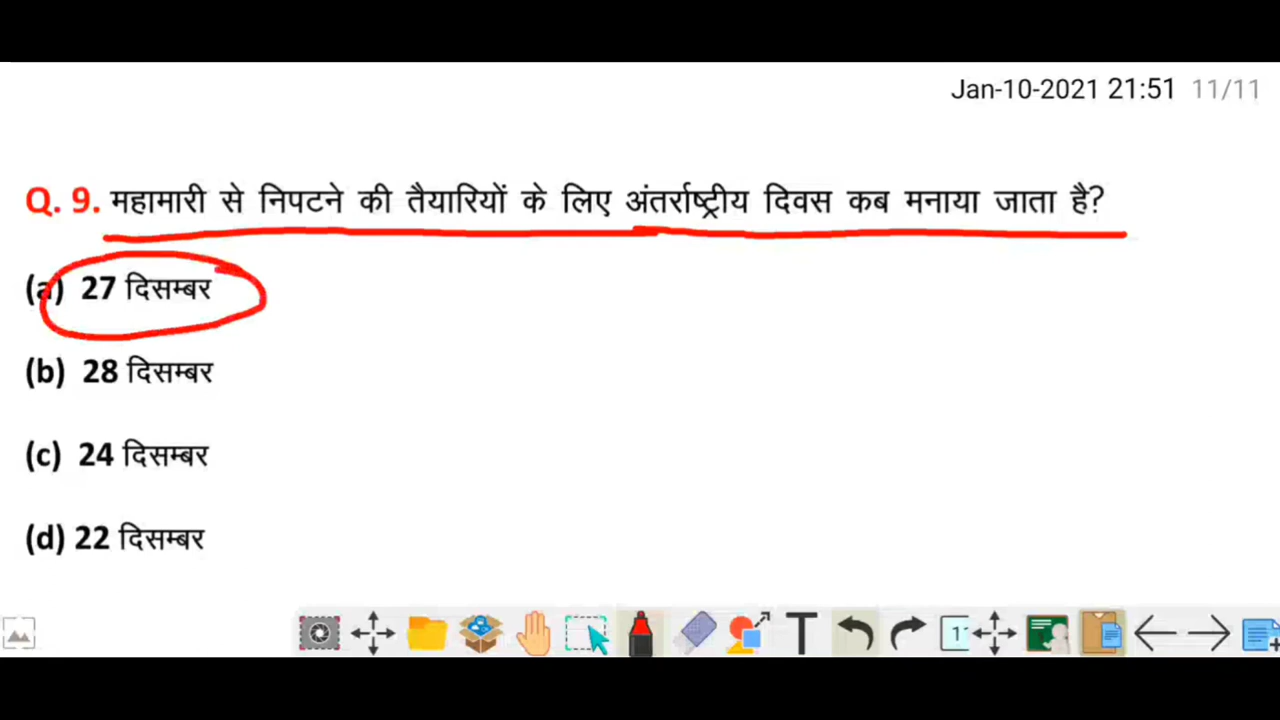 Jan-10-2021 21:51 11/11
Q. 9. महामारी से निपटने की तैयारियों के लिए अंतर्राष्ट्रीय दिवस कब मनाया जाता है?
(a) 27 दिसम्बर
(b) 28 दिसम्बर
(c) 24 दिसम्बर
(d) 22 दिसम्बर
T 11